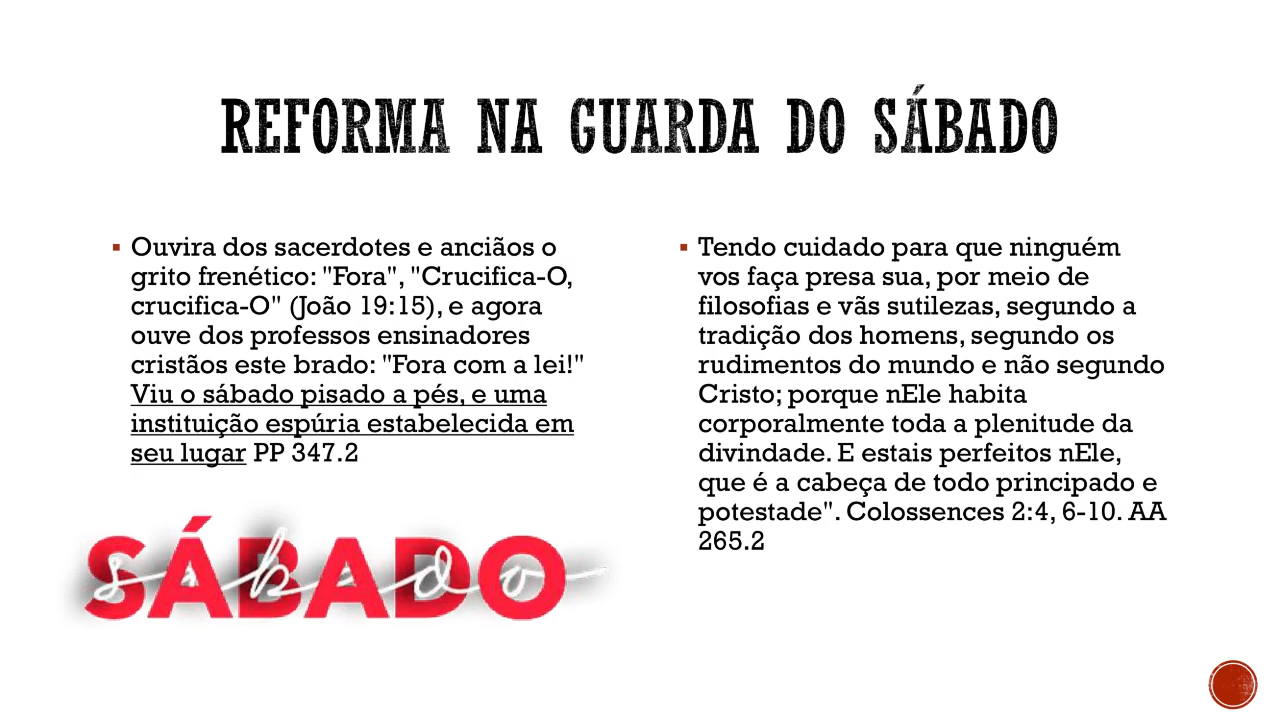 REFORMA NA GUARDA DO SÁBADO
▪ Ouvira dos sacerdotes e anciãos o
grito frenético: "Fora", "Crucifica-O,
crucifica-O" (João 19:15), e agora
ouve dos professos ensinadores
cristãos este brado: "Fora com a lei!"
Viu o sábado pisado a pés, e uma
instituição espúria estabelecida em
seu lugar PP 347.2
SÁBADO
sabado
▪ Tendo cuidado para que ninguém
vos faça presa sua, por meio de
filosofias e vãs sutilezas, segundo a
tradição dos homens, segundo os
rudimentos do mundo e não segundo
Cristo; porque nEle habita
corporalmente toda a plenitude da
divindade. E estais perfeitos nEle,
que é a cabeça de todo principado e
potestade". Colossences 2:4, 6-10. AA
265.2